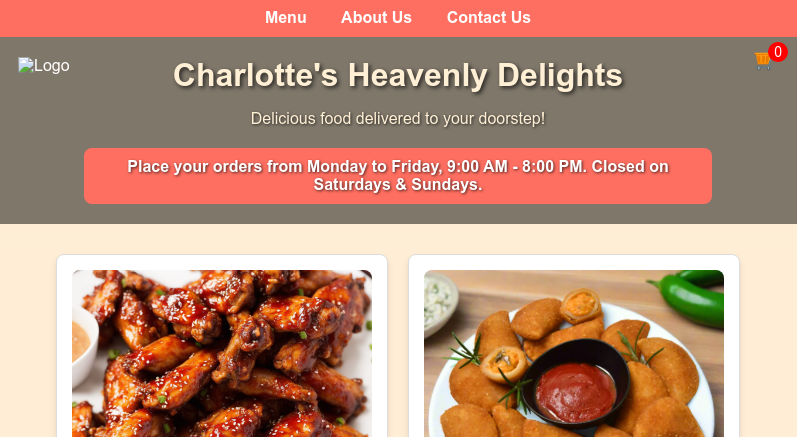 Menu About Us Contact Us
Logo
0
Charlotte's Heavenly Delights
Delicious food delivered to your doorstep!
Place your orders from Monday to Friday, 9:00 AM - 8:00 PM. Closed on
Saturdays & Sundays.